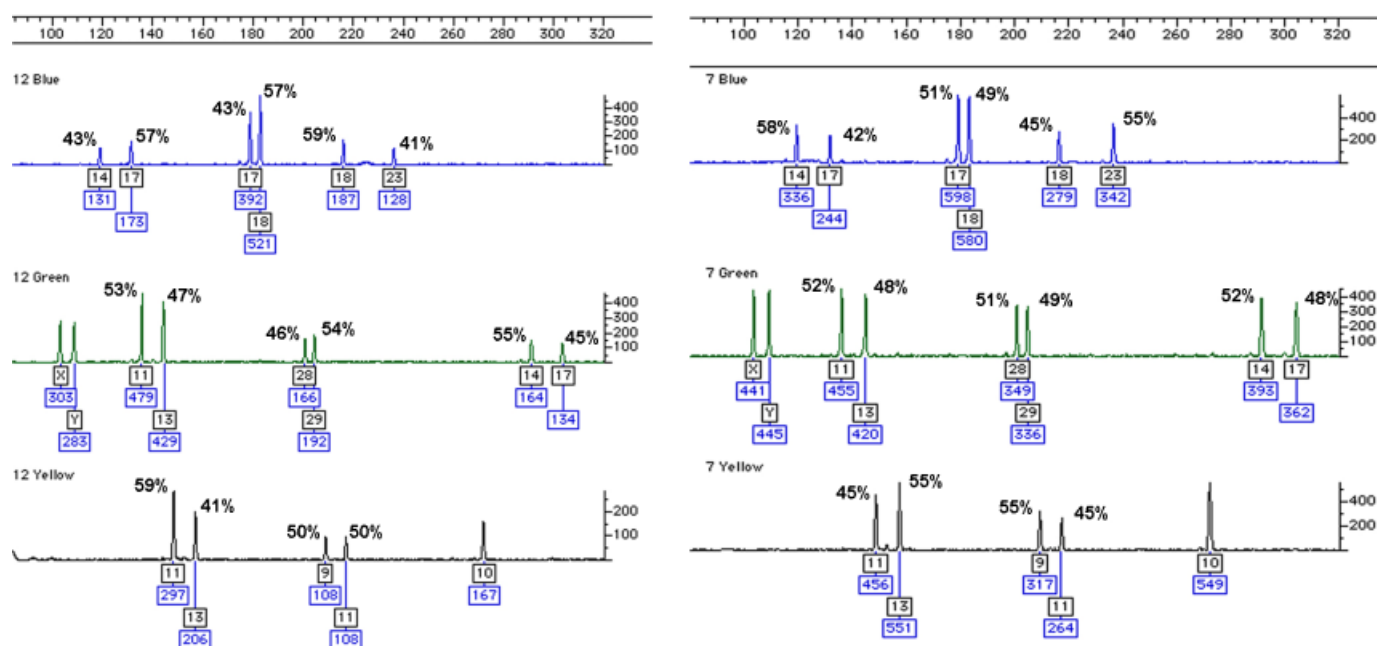 100 120 140 160 180 200 220 240 260 280 300 320
12 Blue
43% 57% 43% 57% 59% 41%
400
300
200
100
14 17 17 18 23
131 392 187 128
173 18
521
12 Green
53% 47% 46% 54% 55% 45%
400
300
200
100
X 11 28 14 17
303 479 166 164
Y 13 29 134
283 429 192
12 Yellow
59% 41% 50% 50%
200
100
11 9 10
297 108 167
13 11
206 108
100 120 140 160 180 200 220 240 260 280 300 320
7 Blue
58% 42% 51% 49% 45% 55%
400
200
14 17 17 18 23
336 598 279 342
244 18
580
7 Green
52% 48% 51% 49% 52% 48%
400
300
200
100
X 11 28 14 17
441 455 349 393
Y 13 29 362
445 420 336
7 Yellow
45% 55% 55% 45%
400
200
11 9 10
456 317 549
13 11
551 264